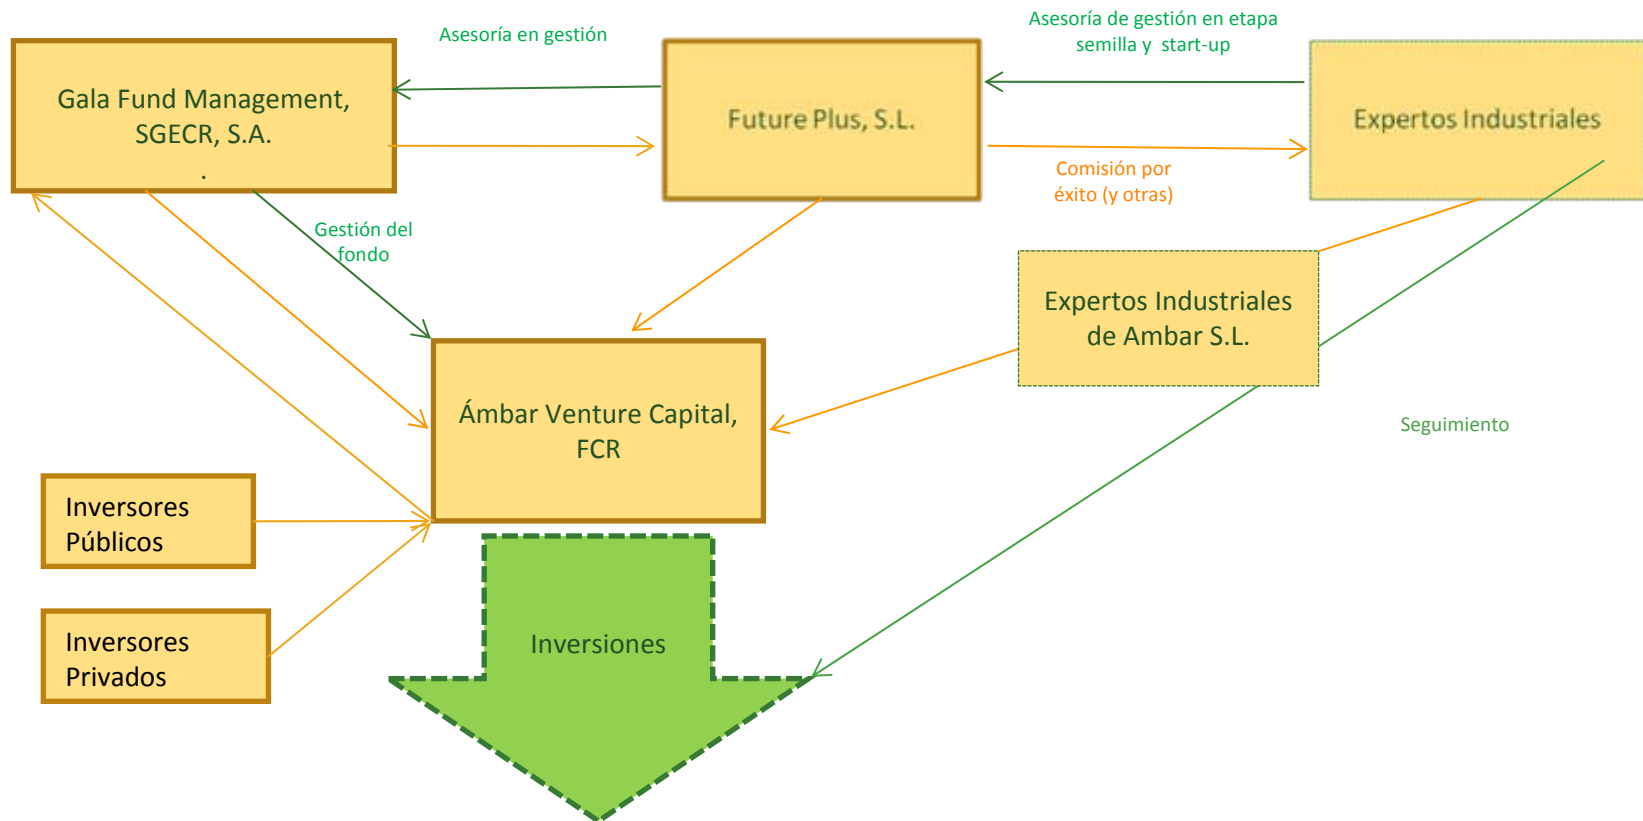 Asesoría en gestión
Asesoría de gestión en etapa
semilla y start-up
Gala Fund Management,
SGECR, S.A.
.
Future Plus, S.L.
Expertos Industriales
Comisión por
éxito (y otras)
Gestión del
fondo
Expertos Industriales
de Ambar S.L.
Ámbar Venture Capital,
FCR
Seguimiento
Inversores
Públicos
Inversores
Privados
Inversiones